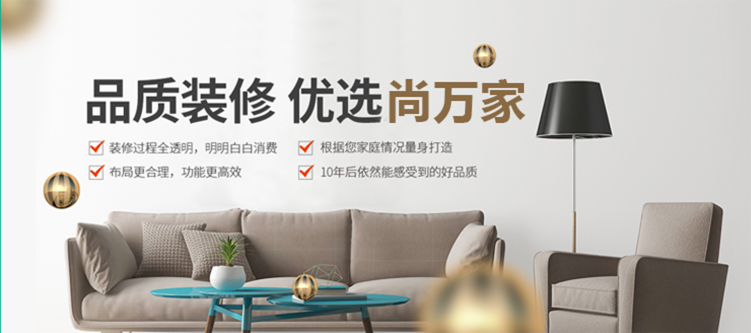 品质装修 优选尚万家
装修过程全透明，明明白白消费
根据您家庭情况量身打造
布局更合理，功能更高效
10年后依然能感受到的好品质